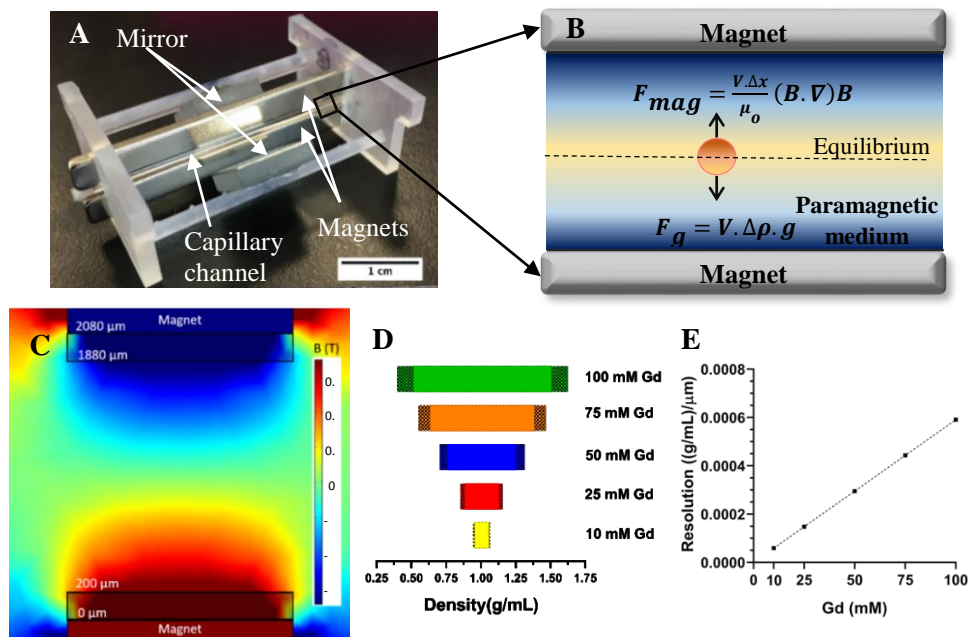 A
Mirror
Capillary
channel
Magnets
1 cm
B
Magnet
F_mag = V.Δx/μ_o (B.∇)B
Equilibrium
F_g = V.Δρ.g
Paramagnetic
medium
Magnet
C
2080 µm
Magnet
1880 µm
B (T)
0.
0.
0.
0
-
-
-
200 µm
0 µm
Magnet
D
100 mM Gd
75 mM Gd
50 mM Gd
25 mM Gd
10 mM Gd
0.25 0.50 0.75 1.00 1.25 1.50 1.75
Density(g/mL)
E
Resolution ((g/mL)/µm)
0.0008
0.0006
0.0004
0.0002
0.0000
0 10 25 50 75 100
Gd (mM)